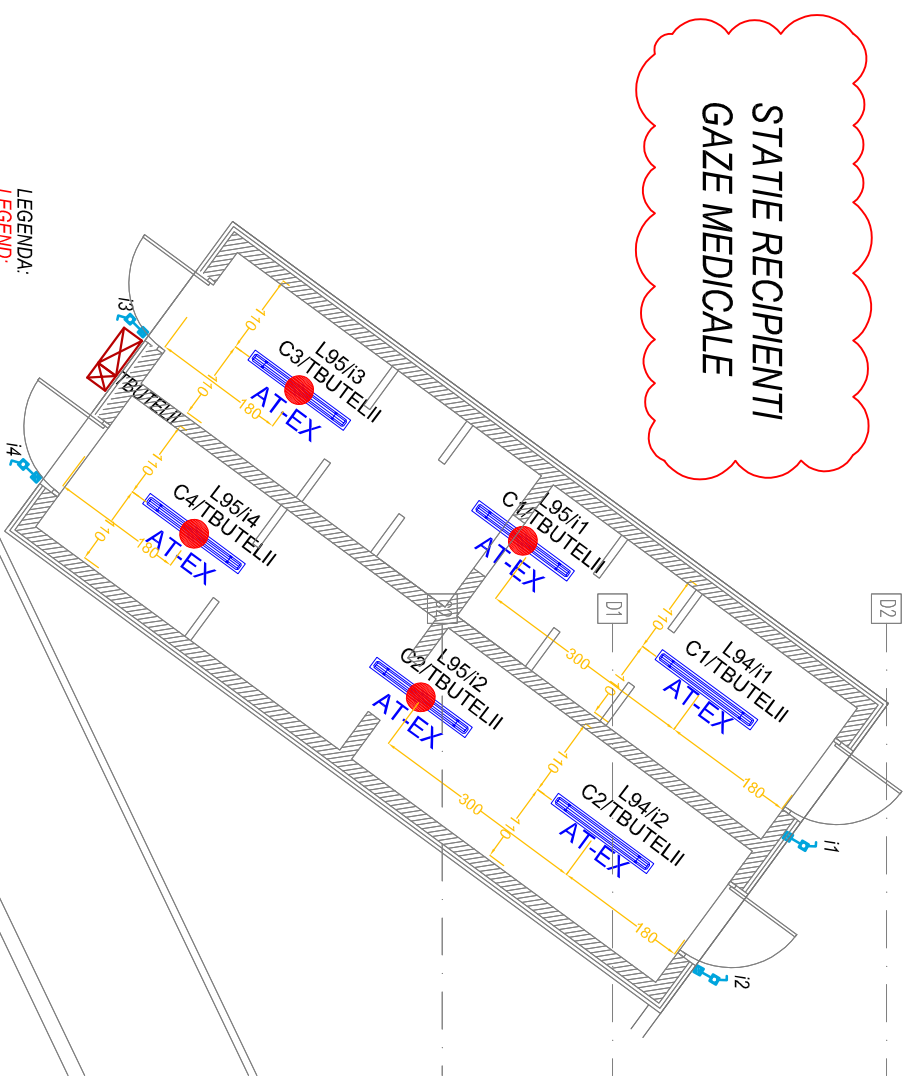 STATIE RECIPIENTI
GAZE MEDICALE
LEGENDA:
LEGEND:
i3
TBUTELII
i4
110
110
180
L95/i3
C3/TBUTELII
AT-EX
110
110
180
L95/i4
C4/TBUTELII
AT-EX
L95/i1
C1/TBUTELII
AT-EX
300
110
110
L94/i1
C1/TBUTELII
AT-EX
180
i1
L95/i2
C2/TBUTELII
AT-EX
300
110
110
L94/i2
C2/TBUTELII
AT-EX
180
i2
D1
D2